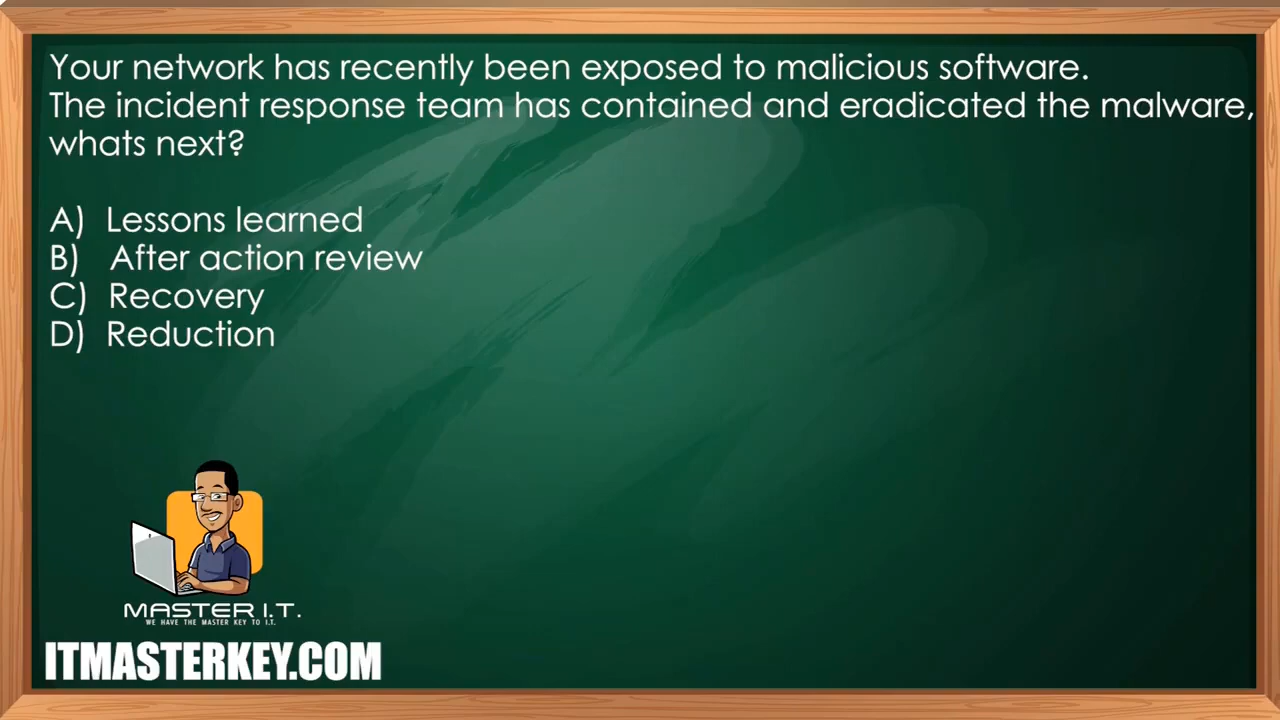 Your network has recently been exposed to malicious software.
The incident response team has contained and eradicated the malware,
whats next?
A) Lessons learned
B) After action review
C) Recovery
D) Reduction
MASTER I.T.
WE HAVE THE MASTER KEY TO I.T.
ITMASTERKEY.COM